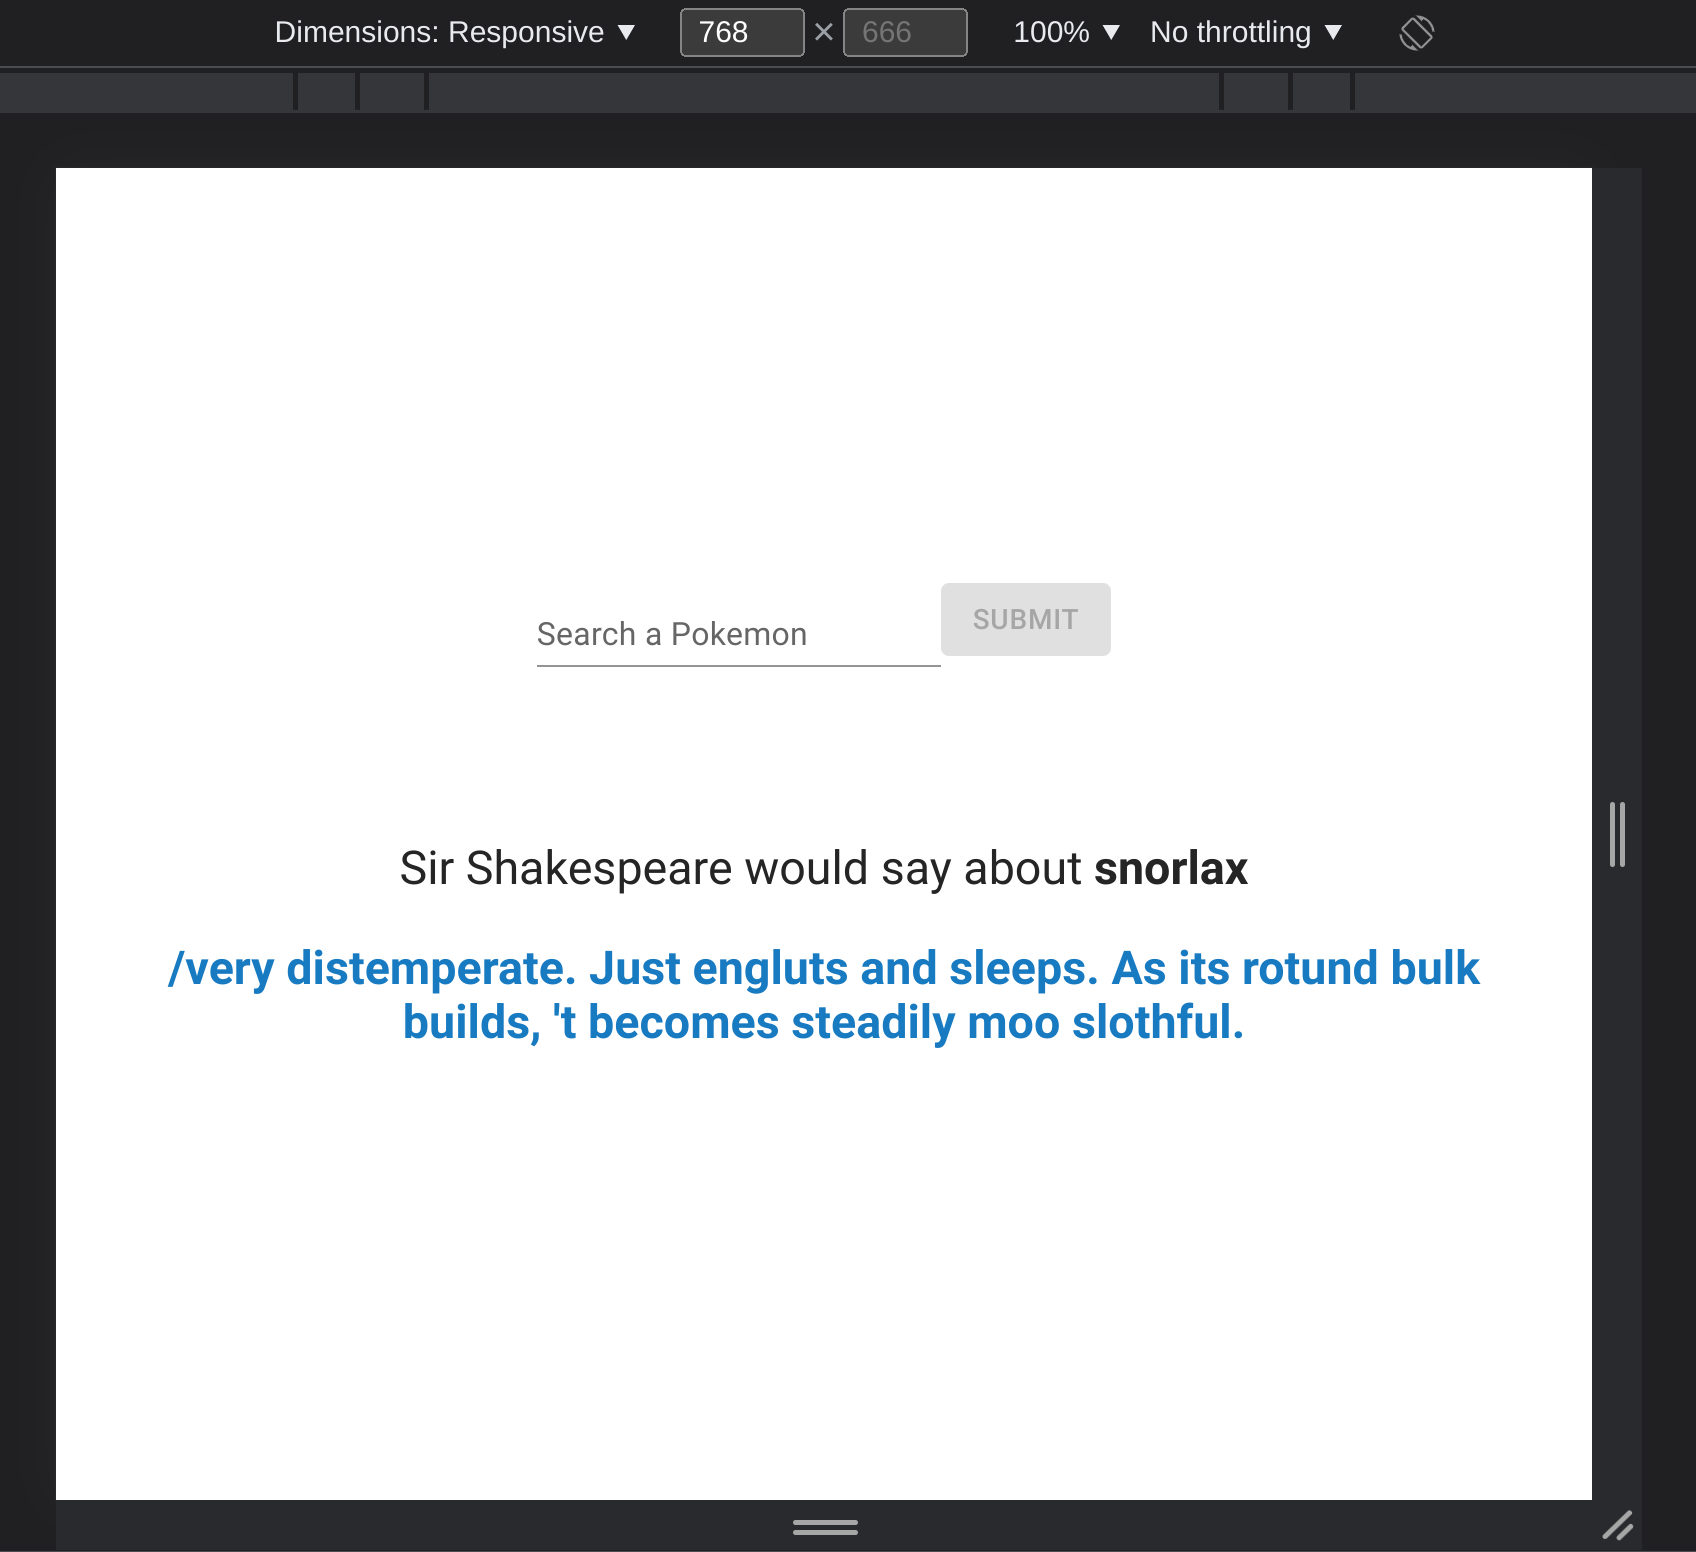 Dimensions: Responsive ▼ 768 × 666 100% ▼ No throttling ▼
Search a Pokemon
SUBMIT
Sir Shakespeare would say about snorlax
/very distemperate. Just engluts and sleeps. As its rotund bulk
builds, 't becomes steadily moo slothful.